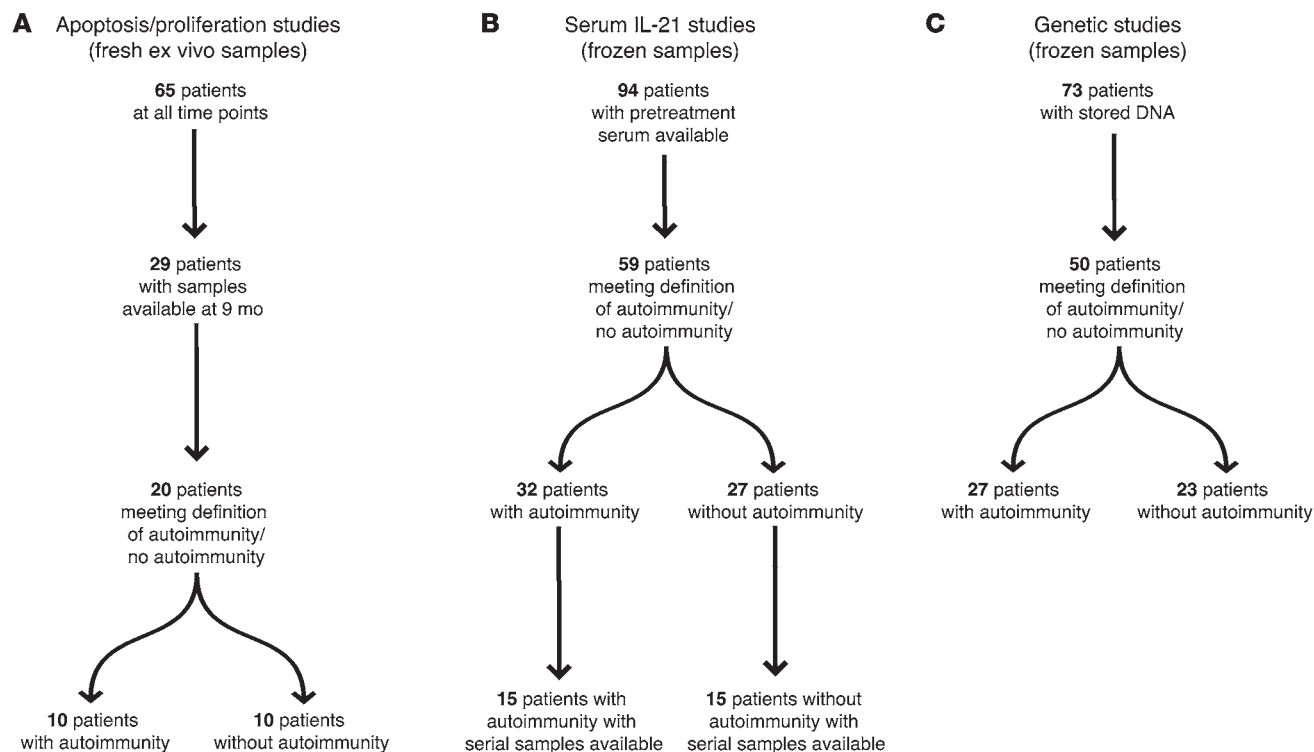 A Apoptosis/proliferation studies
(fresh ex vivo samples)
65 patients
at all time points
29 patients
with samples
available at 9 mo
20 patients
meeting definition
of autoimmunity/
no autoimmunity
10 patients
with autoimmunity
10 patients
without autoimmunity
B Serum IL-21 studies
(frozen samples)
94 patients
with pretreatment
serum available
59 patients
meeting definition
of autoimmunity/
no autoimmunity
32 patients
with autoimmunity
27 patients
without autoimmunity
15 patients with
autoimmunity with
serial samples available
15 patients without
autoimmunity with
serial samples available
C Genetic studies
(frozen samples)
73 patients
with stored DNA
50 patients
meeting definition
of autoimmunity/
no autoimmunity
27 patients
with autoimmunity
23 patients
without autoimmunity